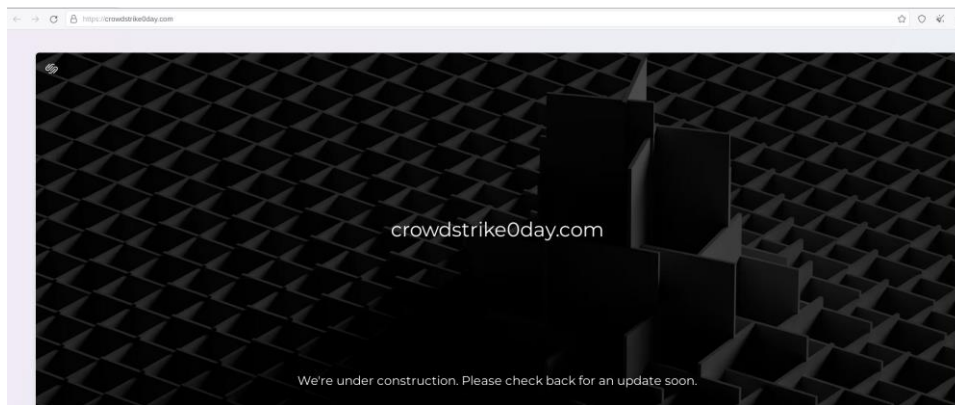 https://crowdstrike0day.com
crowdstrike0day.com
We're under construction. Please check back for an update soon.